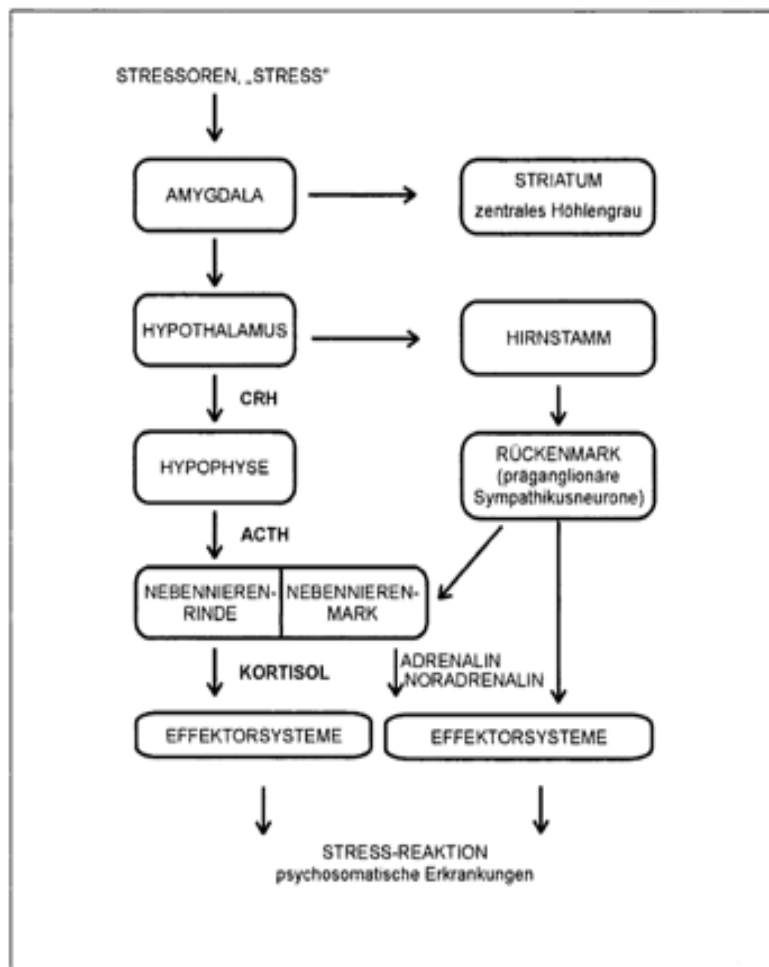 STRESSOREN, „STRESS"
AMYGDALA
STRIATUM
zentrales Höhlengrau
HYPOTHALAMUS
HIRNSTAMM
CRH
HYPOPHYSE
RÜCKENMARK
(präganglionäre
Sympathikusneurone)
ACTH
NEBENNIEREN-
RINDE
NEBENNIEREN-
MARK
KORTISOL
ADRENALIN
NORADRENALIN
EFFEKTORSYSTEME
EFFEKTORSYSTEME
STRESS-REAKTION
psychosomatische Erkrankungen